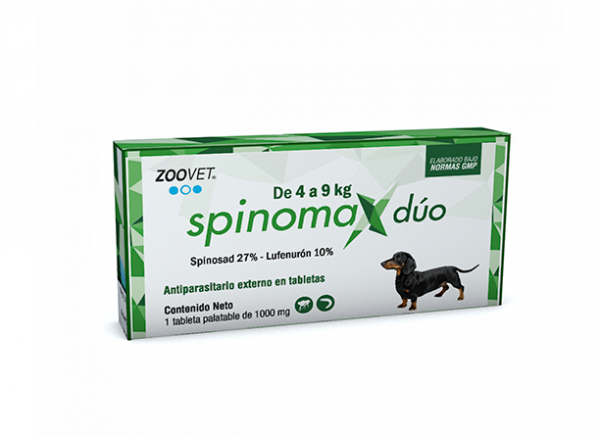 ZOOVET®
ELABORADO BAJO
NORMAS GMP
De 4 a 9 kg
spinomaX dúo
Spinosad 27% - Lufenurón 10%
Antiparasitario externo en tabletas
Contenido Neto
1 tableta palatable de 1000 mg